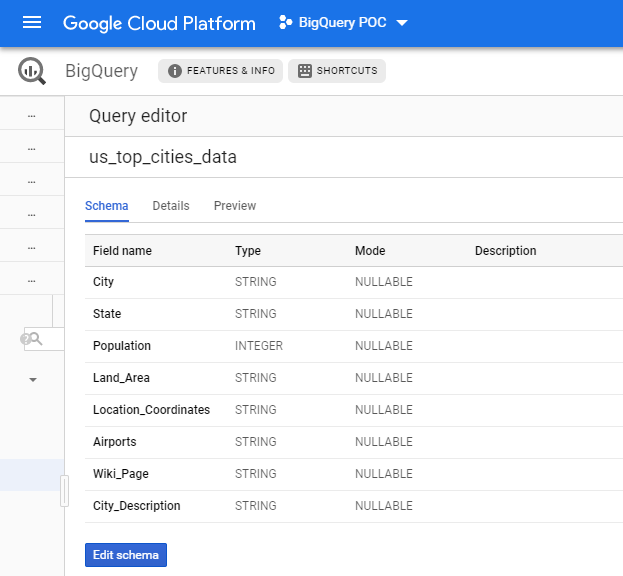 Google Cloud Platform BigQuery POC
BigQuery FEATURES & INFO SHORTCUTS
...
...
...
...
...
...
?
Query editor
us_top_cities_data
Schema Details Preview
Field name Type Mode Description
City STRING NULLABLE
State STRING NULLABLE
Population INTEGER NULLABLE
Land_Area STRING NULLABLE
Location_Coordinates STRING NULLABLE
Airports STRING NULLABLE
Wiki_Page STRING NULLABLE
City_Description STRING NULLABLE
Edit schema